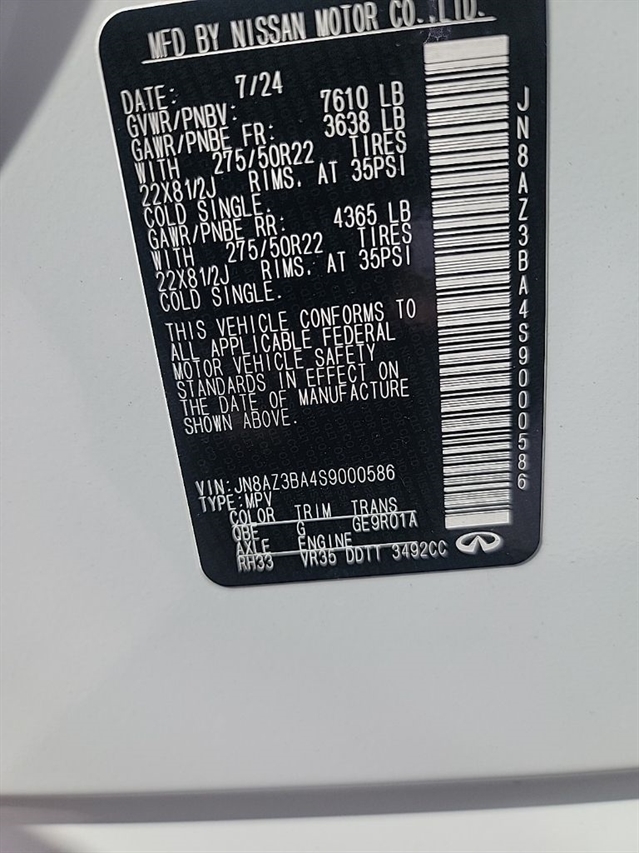 MFD BY NISSAN MOTOR CO.,LTD.
DATE: 7/24
GVWR/PNBV: 7610 LB
GAWR/PNBE FR: 3638 LB
WITH 275/50R22 TIRES
22X81/2J RIMS. AT 35PSI
COLD SINGLE.
GAWR/PNBE RR: 4365 LB
WITH 275/50R22 TIRES
22X81/2J RIMS. AT 35PSI
COLD SINGLE.
THIS VEHICLE CONFORMS TO
ALL APPLICABLE FEDERAL
MOTOR VEHICLE SAFETY
STANDARDS IN EFFECT ON
THE DATE OF MANUFACTURE
SHOWN ABOVE.
VIN:JN8AZ3BA4S9000586
TYPE:MPV
COLOR TRIM TRANS
QBE G GE9R01A
AXLE ENGINE
RH33 VR35 DDTT 3492CC
JN8AZ3BA4S9000586